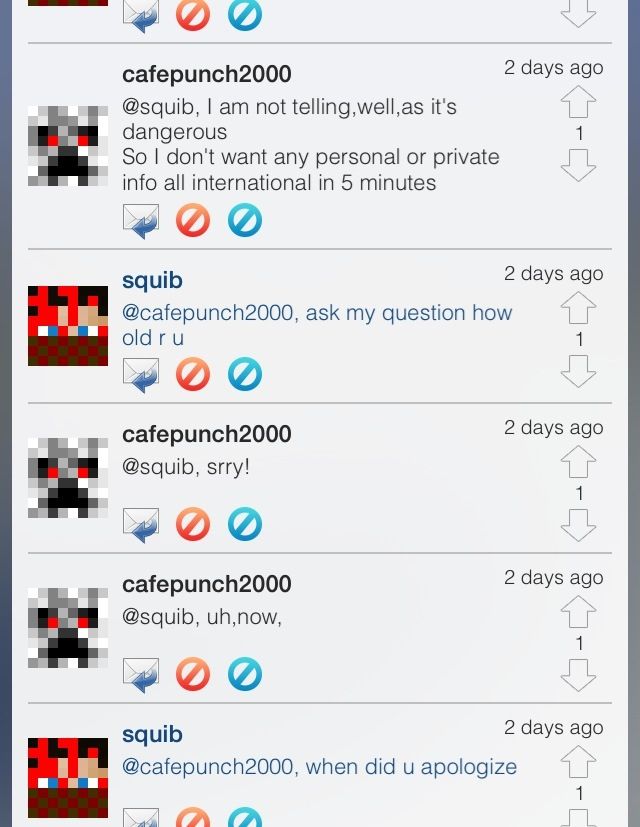 cafepunch2000
2 days ago
@squib, I am not telling,well,as it's
dangerous
So I don't want any personal or private
info all international in 5 minutes
1
squib
2 days ago
@cafepunch2000, ask my question how
old r u
1
cafepunch2000
2 days ago
@squib, srry!
1
cafepunch2000
2 days ago
@squib, uh,now,
1
squib
2 days ago
@cafepunch2000, when did u apologize
1